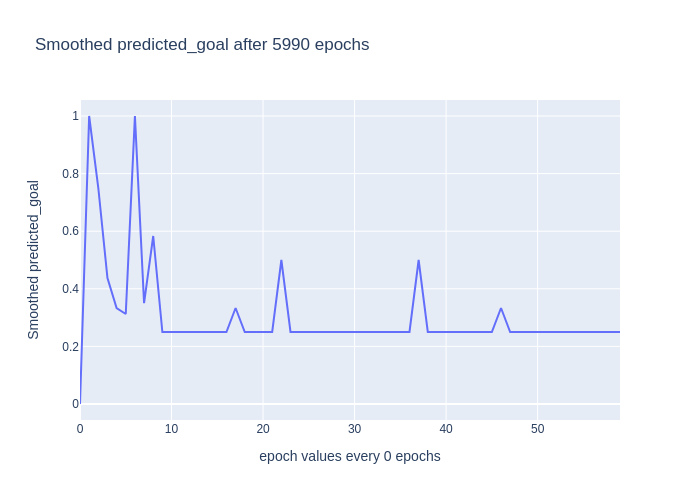 Smoothed predicted_goal after 5990 epochs
Smoothed predicted_goal
1
0.8
0.6
0.4
0.2
0
0 10 20 30 40 50
epoch values every 0 epochs